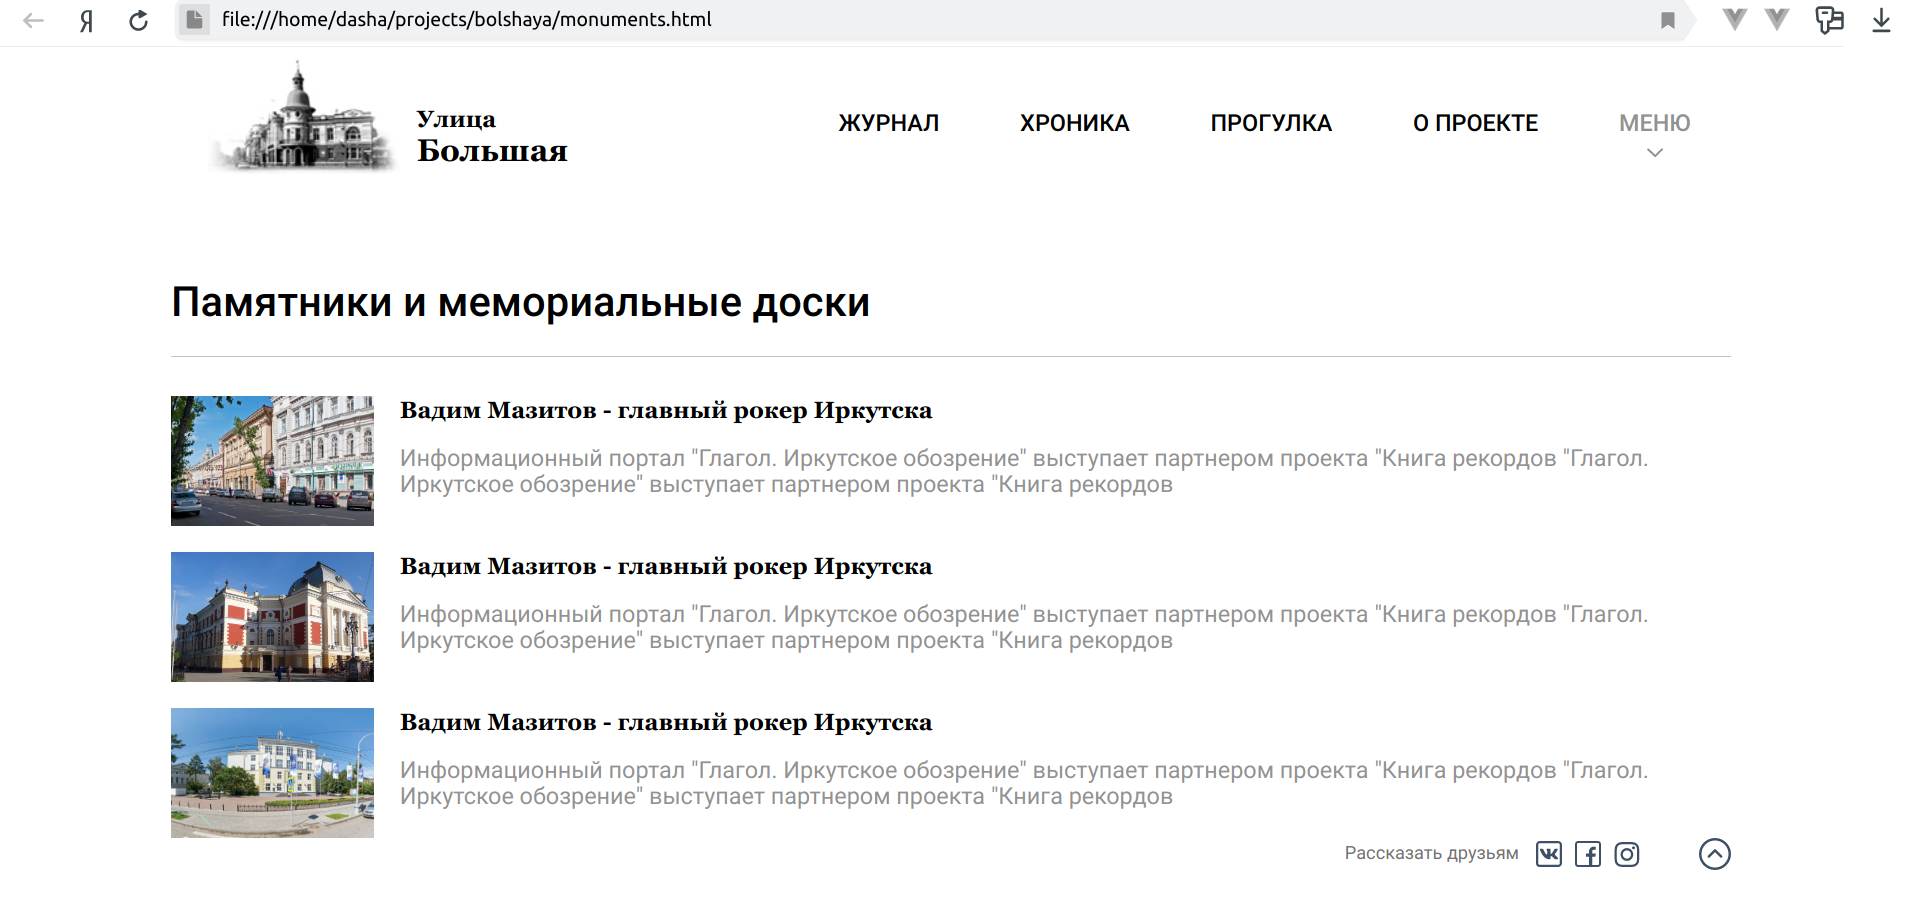 file:///home/dasha/projects/bolshaya/monuments.html
Улица
Большая
ЖУРНАЛ
ХРОНИКА
ПРОГУЛКА
О ПРОЕКТЕ
МЕНЮ
Памятники и мемориальные доски
Вадим Мазитов - главный рокер Иркутска
Информационный портал "Глагол. Иркутское обозрение" выступает партнером проекта "Книга рекордов "Глагол.
Иркутское обозрение" выступает партнером проекта "Книга рекордов
Вадим Мазитов - главный рокер Иркутска
Информационный портал "Глагол. Иркутское обозрение" выступает партнером проекта "Книга рекордов "Глагол.
Иркутское обозрение" выступает партнером проекта "Книга рекордов
Вадим Мазитов - главный рокер Иркутска
Информационный портал "Глагол. Иркутское обозрение" выступает партнером проекта "Книга рекордов "Глагол.
Иркутское обозрение" выступает партнером проекта "Книга рекордов
Рассказать друзьям